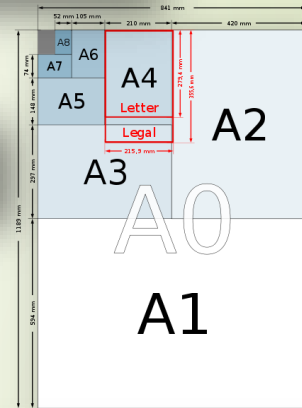 841 mm
52 mm 105 mm
210 mm
420 mm
A8
A6
A7
74 mm
A4
Letter
279,4 mm
355,6 mm
A5
148 mm
Legal
A2
215,9 mm
A3
297 mm
A0
1189 mm
A1
594 mm